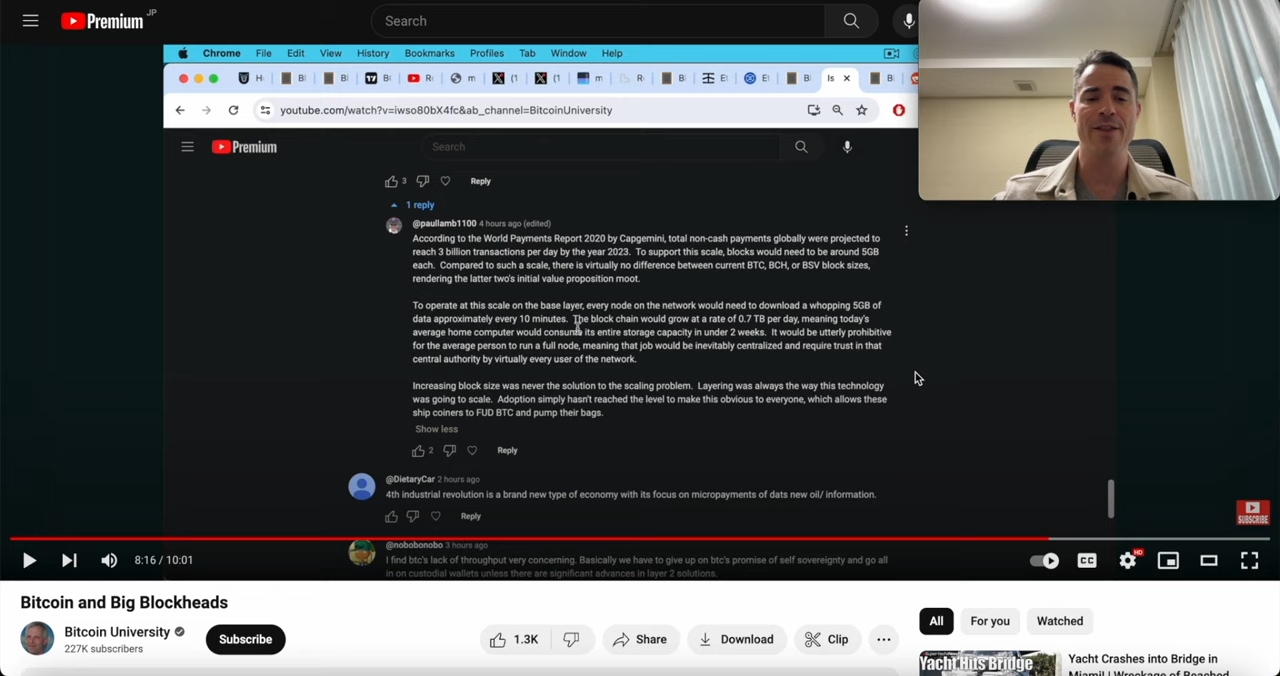 Premium JP
Search
Chrome File Edit View History Bookmarks Profiles Tab Window Help
Is
youtube.com/watch?v=iwso80bX4fc&ab_channel=BitcoinUniversity
Premium
Search
3 Reply
1 reply
@paullamb1100 4 hours ago (edited)
According to the World Payments Report 2020 by Capgemini, total non-cash payments globally were projected to
reach 3 billion transactions per day by the year 2023. To support this scale, blocks would need to be around 5GB
each. Compared to such a scale, there is virtually no difference between current BTC, BCH, or BSV block sizes,
rendering the latter two's initial value proposition moot.
To operate at this scale on the base layer, every node on the network would need to download a whopping 5GB of
data approximately every 10 minutes. The block chain would grow at a rate of 0.7 TB per day, meaning today's
average home computer would consume its entire storage capacity in under 2 weeks. It would be utterly prohibitive
for the average person to run a full node, meaning that job would be inevitably centralized and require trust in that
central authority by virtually every user of the network.
Increasing block size was never the solution to the scaling problem. Layering was always the way this technology
was going to scale. Adoption simply hasn't reached the level to make this obvious to everyone, which allows these
ship coiners to FUD BTC and pump their bags.
Show less
2 Reply
@DietaryCar 2 hours ago
4th industrial revolution is a brand new type of economy with its focus on micropayments of dats new oil/ information.
Reply
@nobobonobo 3 hours ago
I find btc's lack of throughput very concerning. Basically we have to give up on btc's promise of self sovereignty and go all
in on custodial wallets unless there are significant advances in layer 2 solutions.
SUBSCRIBE
8:16 / 10:01
CC
HD
Bitcoin and Big Blockheads
Bitcoin University
227K subscribers
Subscribe
1.3K
Share
Download
Clip
All
For you
Watched
Yacht Hits Bridge
Yacht Crashes into Bridge in
Miami! | Wreckage of Beached